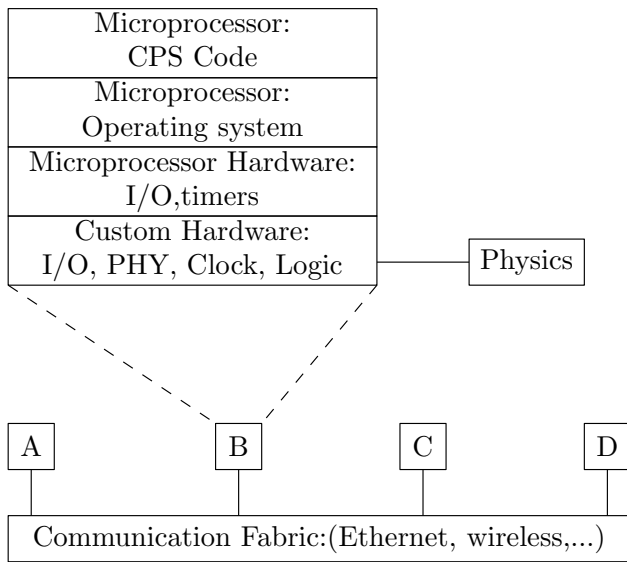 Microprocessor:
CPS Code
Microprocessor:
Operating system
Microprocessor Hardware:
I/O,timers
Custom Hardware:
I/O, PHY, Clock, Logic
Physics
A
B
C
D
Communication Fabric:(Ethernet, wireless,...)